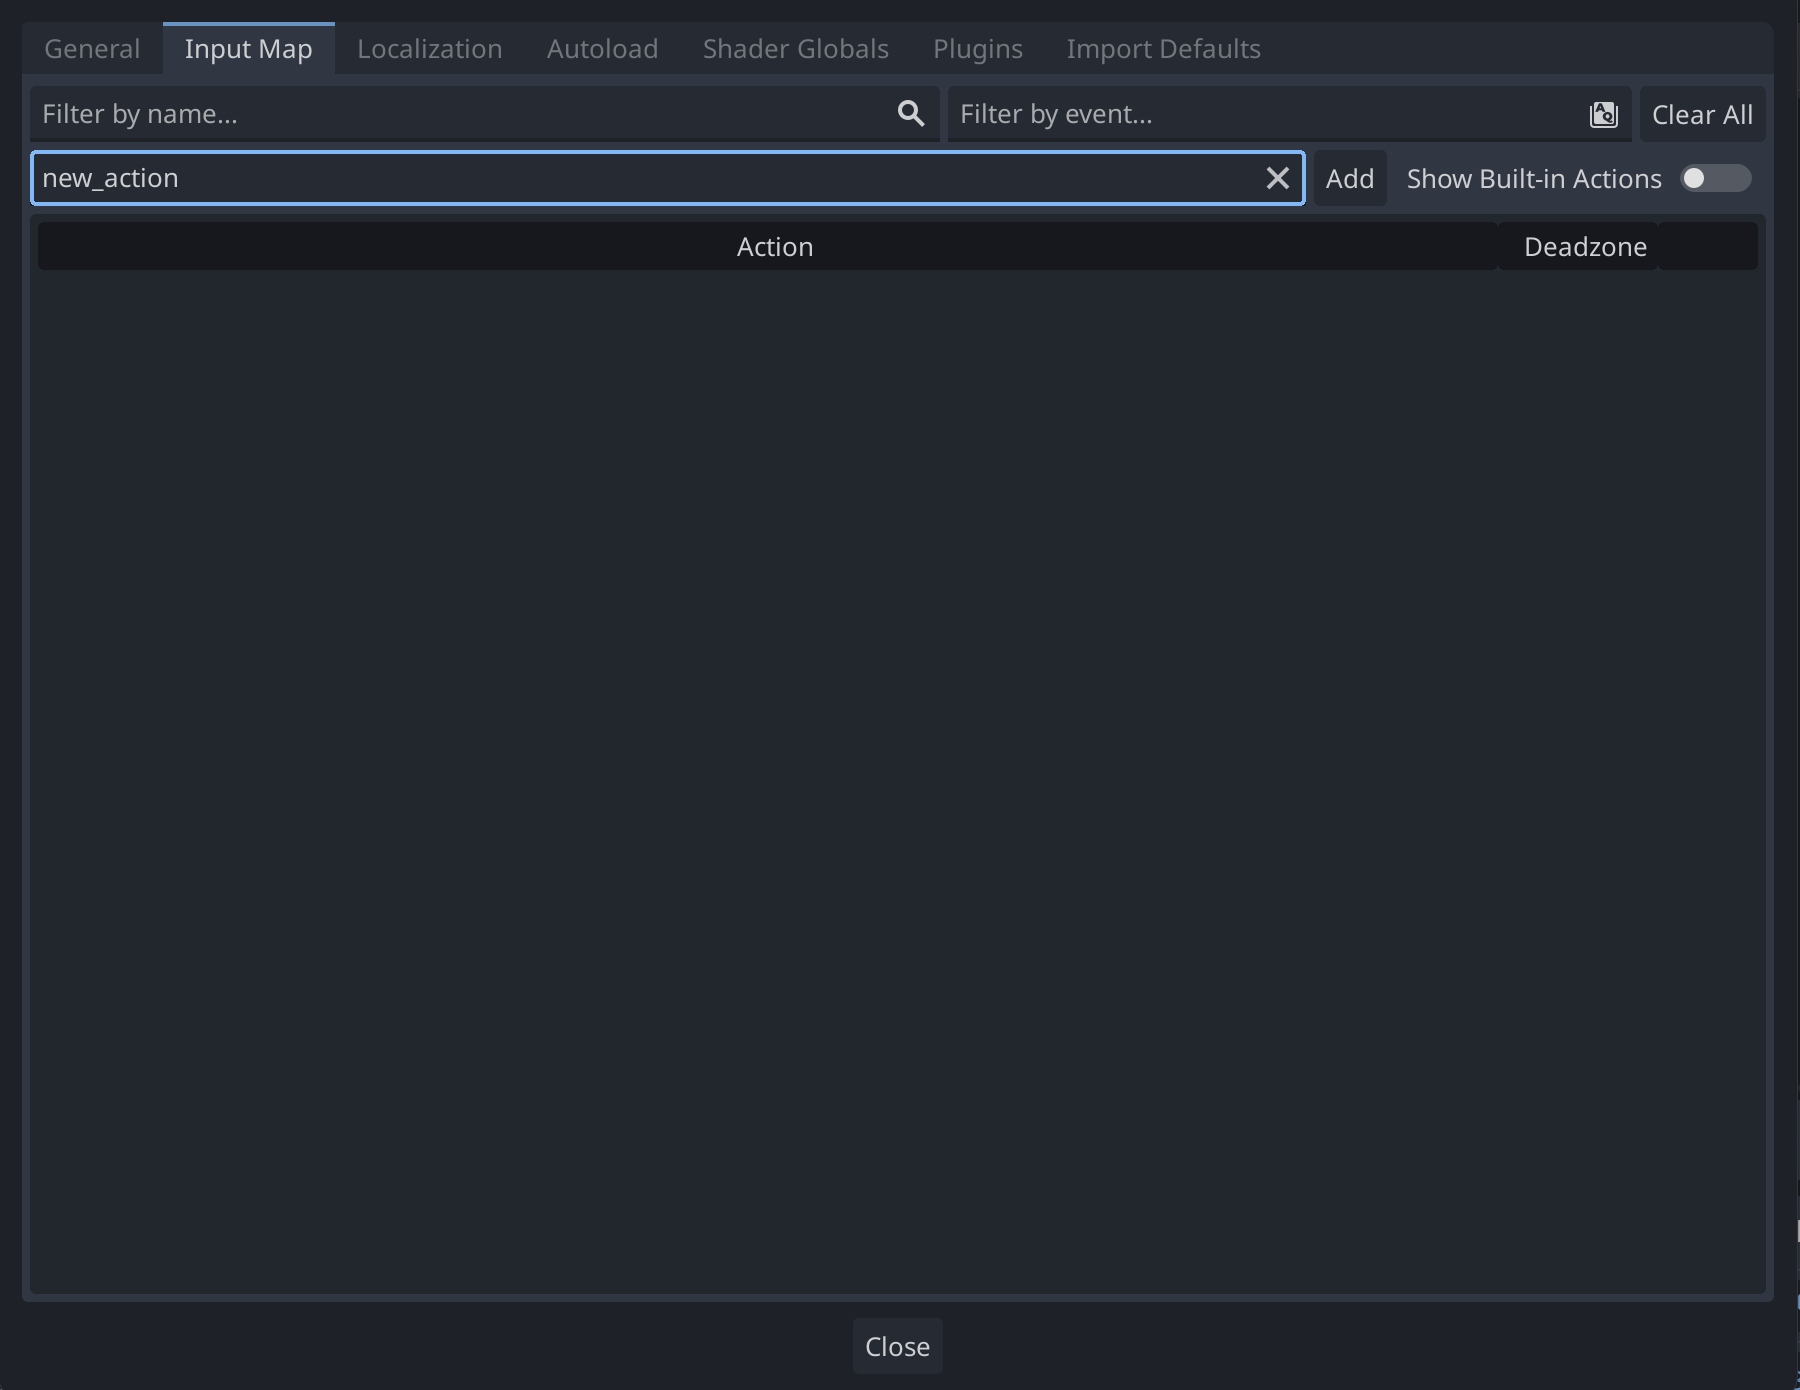 General Input Map Localization Autoload Shader Globals Plugins Import Defaults
Filter by name... Filter by event... Clear All
new_action Add Show Built-in Actions
Action Deadzone
Close